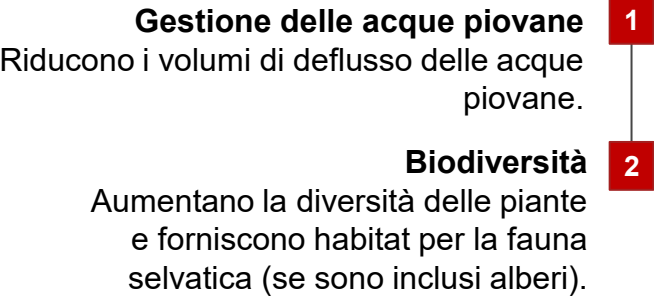 Gestione delle acque piovane 1
Riducono i volumi di deflusso delle acque
piovane.
Biodiversità 2
Aumentano la diversità delle piante
e forniscono habitat per la fauna
selvatica (se sono inclusi alberi).